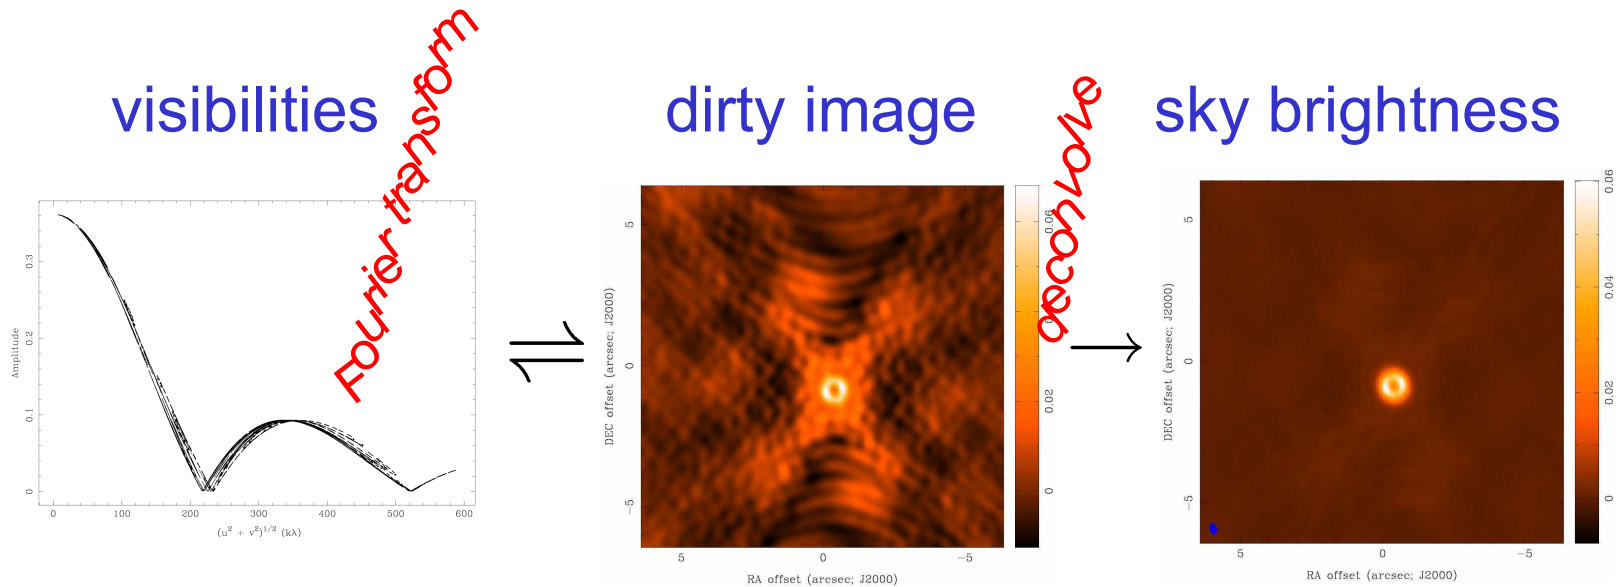 visibilities
Fourier transform
dirty image
deconvolve
sky brightness
Amplitude
0.3
0.2
0.1
0
0 100 200 300 400 500 600
(u² + v²)^1/2 (kλ)
DEC offset (arcsec; J2000)
5
0
−5
5 0 −5
RA offset (arcsec; J2000)
0.06
0.02
0
DEC offset (arcsec; J2000)
5
0
−5
5 0 −5
RA offset (arcsec; J2000)
0.06
0.04
0.02
0